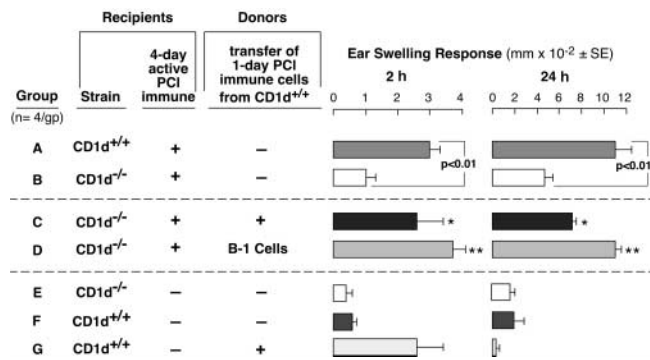 Recipients Donors
4-day active PCI immune
transfer of 1-day PCI immune cells from CD1d+/+
Ear Swelling Response (mm x 10-2 ± SE)
2 h 24 h
Group Strain
(n= 4/gp)
0 1 2 3 4 0 2 4 6 8 10 12
A CD1d+/+ + –
p<0.01 p<0.01
B CD1d-/- + –
C CD1d-/- + + * *
D CD1d-/- + B-1 Cells ** **
E CD1d-/- – –
F CD1d+/+ – –
G CD1d+/+ – +